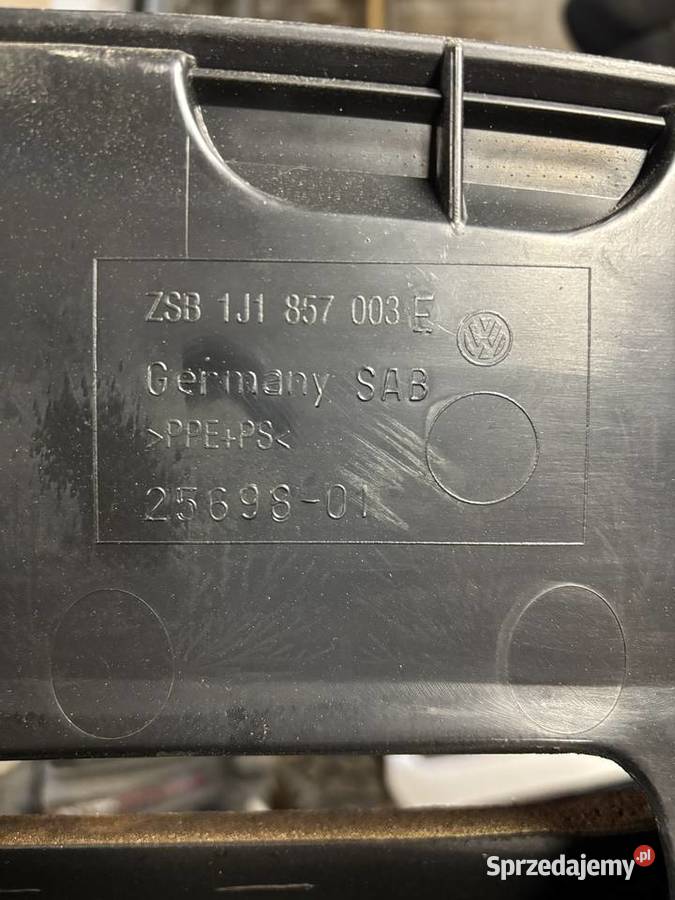 ZSB 1J1 857 003 E
Germany SAB
>PPE+PS<
25698-01
Sprzedajemy.pl